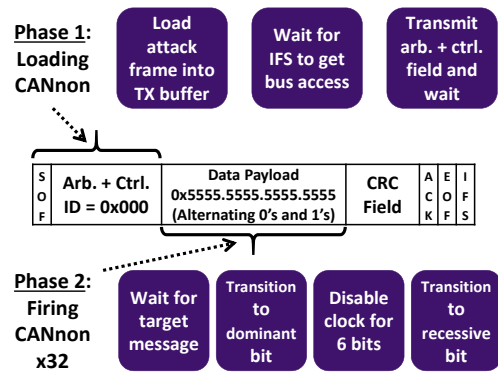 Phase 1:
Loading
CANnon
Load
attack
frame into
TX buffer
Wait for
IFS to get
bus access
Transmit
arb. + ctrl.
field and
wait
S
O
F
Arb. + Ctrl.
ID = 0x000
Data Payload
0x5555.5555.5555.5555
(Alternating 0's and 1's)
CRC
Field
A
C
K
E
O
F
I
F
S
Phase 2:
Firing
CANnon
x32
Wait for
target
message
Transition
to
dominant
bit
Disable
clock for
6 bits
Transition
to
recessive
bit